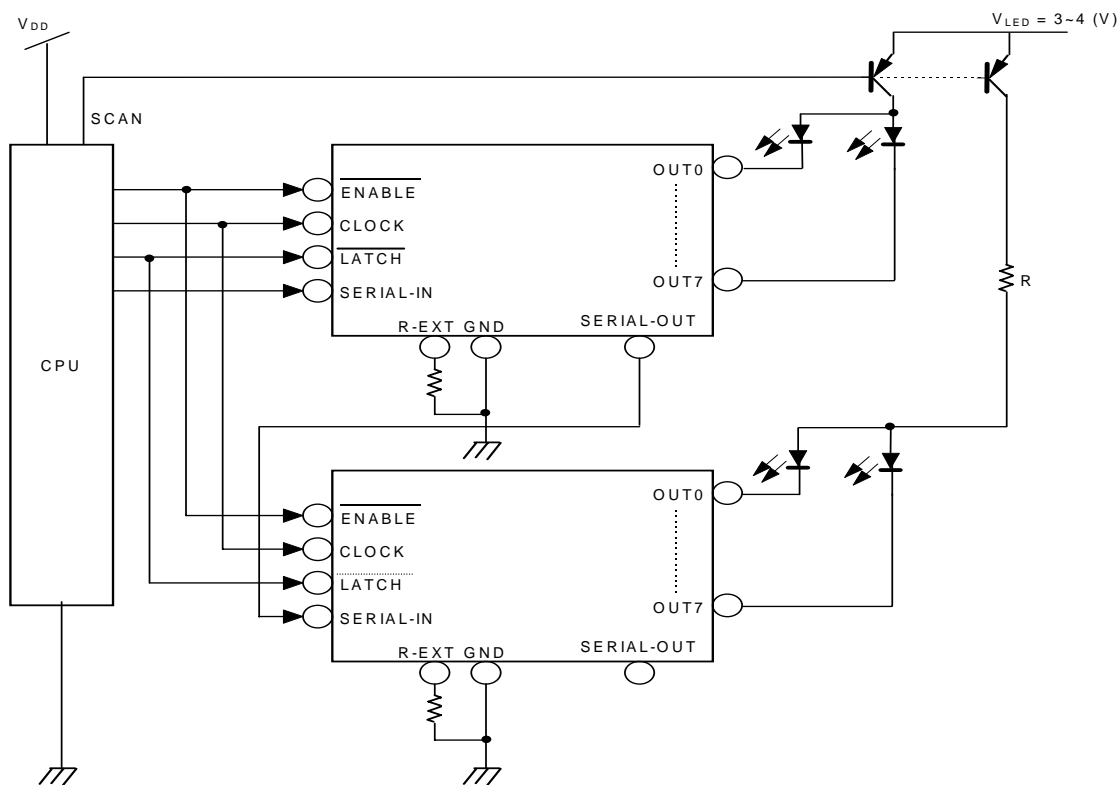 VDD
VLED = 3~4 (V)
SCAN
CPU
ENABLE
CLOCK
LATCH
SERIAL-IN
R-EXT GND
SERIAL-OUT
OUT0
OUT7
R
ENABLE
CLOCK
LATCH
SERIAL-IN
R-EXT GND
SERIAL-OUT
OUT0
OUT7